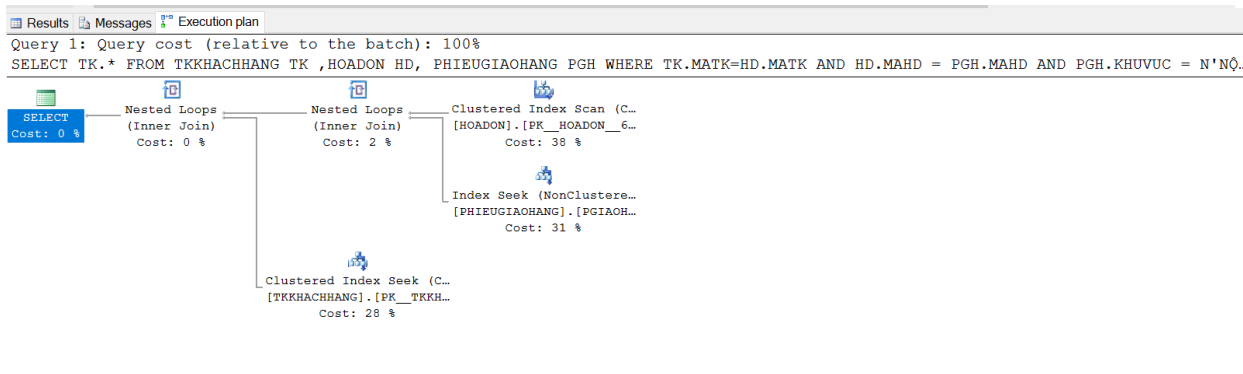 Results Messages Execution plan
Query 1: Query cost (relative to the batch): 100%
SELECT TK.* FROM TKKHACHHANG TK ,HOADON HD, PHIEUGIAOHANG PGH WHERE TK.MATK=HD.MATK AND HD.MAHD = PGH.MAHD AND PGH.KHUVUC = N'NỘ…
SELECT
Cost: 0 %
Nested Loops
(Inner Join)
Cost: 0 %
Nested Loops
(Inner Join)
Cost: 2 %
Clustered Index Scan (C…
[HOADON].[PK__HOADON__6…
Cost: 38 %
Index Seek (NonClustere…
[PHIEUGIAOHANG].[PGIAOH…
Cost: 31 %
Clustered Index Seek (C…
[TKKHACHHANG].[PK__TKKH…
Cost: 28 %